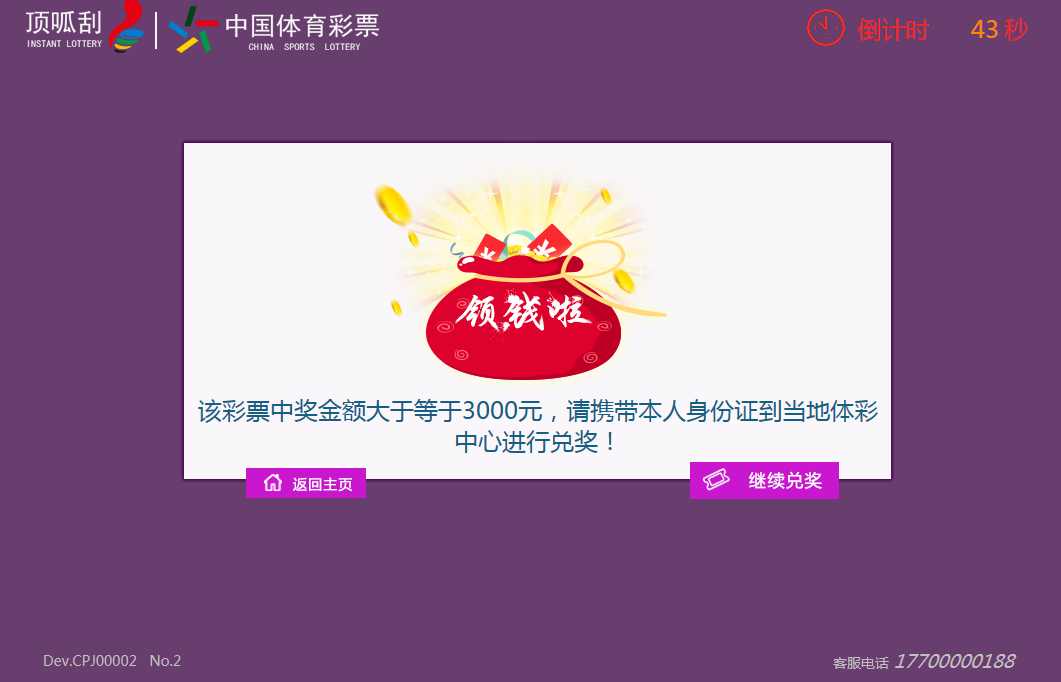 顶呱刮
INSTANT LOTTERY
中国体育彩票
CHINA SPORTS LOTTERY
倒计时 43 秒
奖
奖
领钱啦
该彩票中奖金额大于等于3000元，请携带本人身份证到当地体彩
中心进行兑奖！
返回主页
继续兑奖
Dev.CPJ00002 No.2
客服电话 17700000188